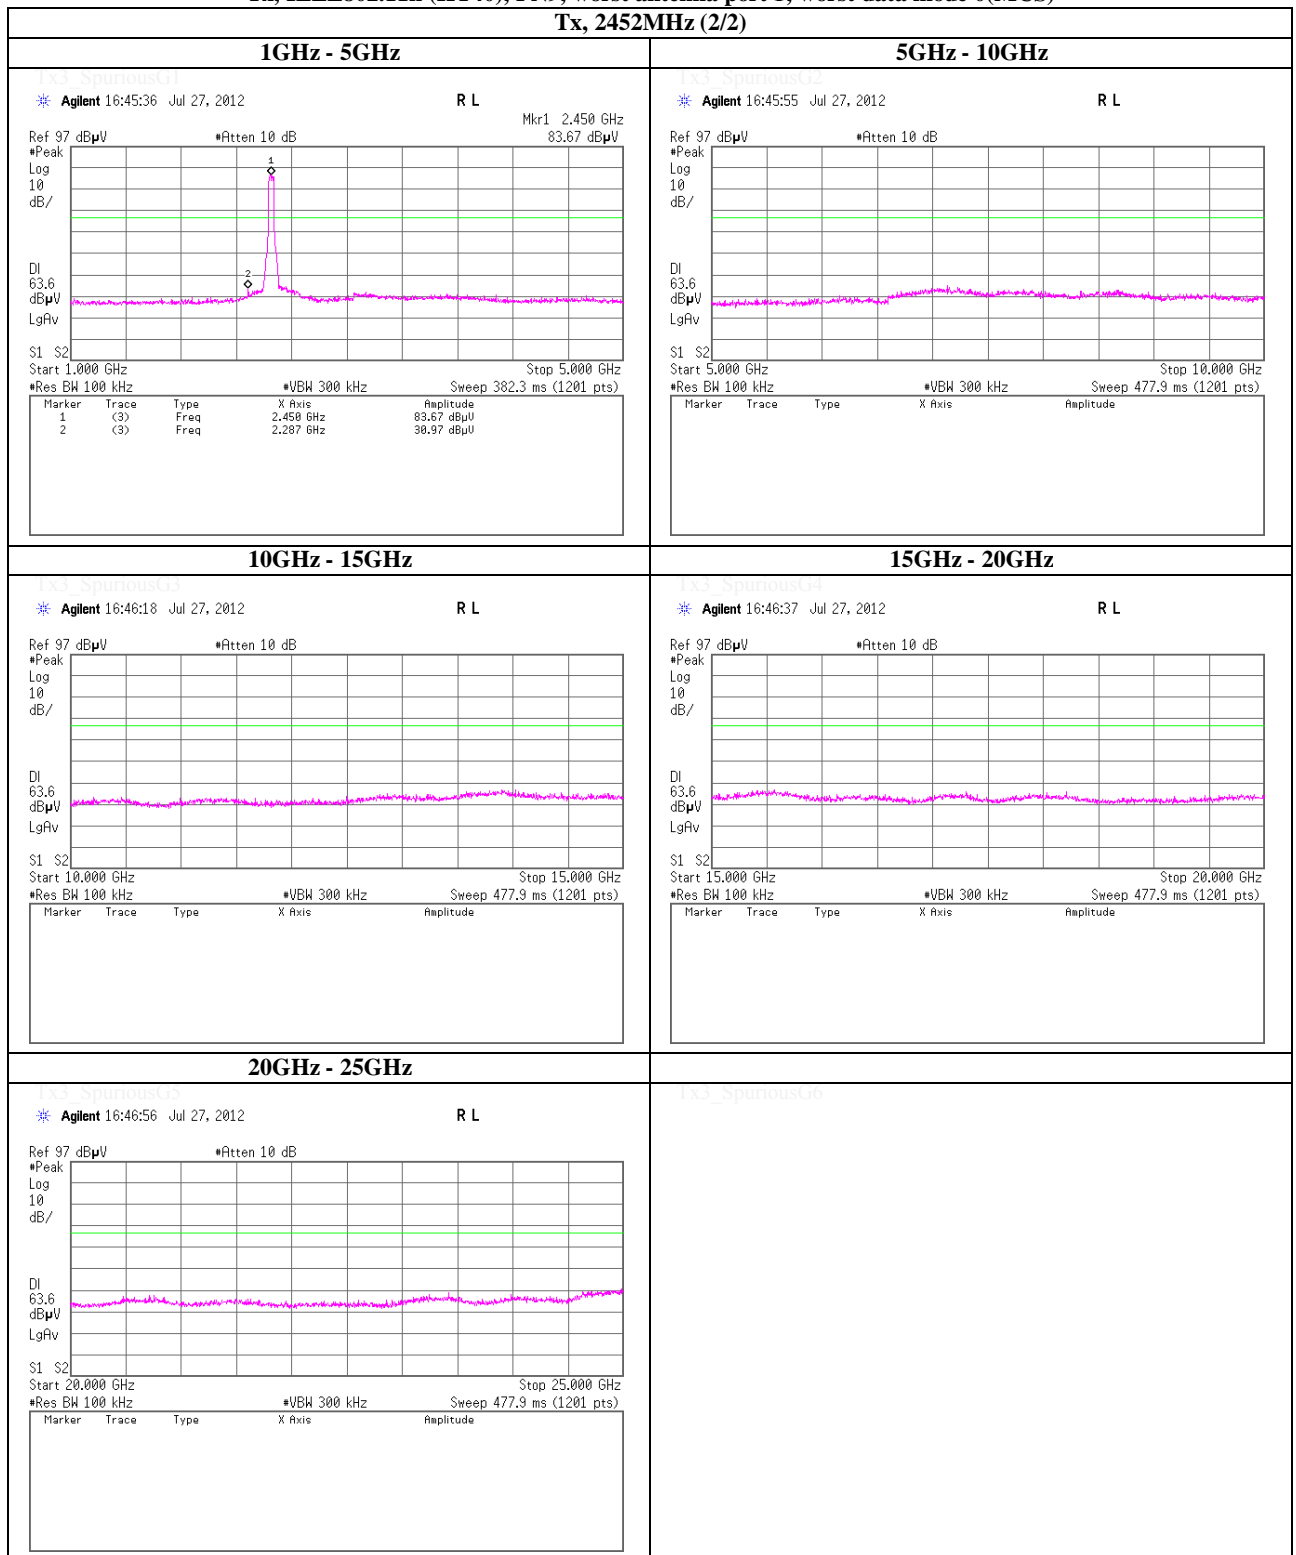 Tx, 2452MHz (2/2)
1GHz - 5GHz
Tx3_SpuriousG1
Agilent 16:45:36 Jul 27, 2012
R L
Mkr1 2.450 GHz
Ref 97 dBµV
#Atten 10 dB
83.67 dBµV
#Peak
Log
10
dB/
1
2
DI
63.6
dBµV
LgAv
S1 S2
Start 1.000 GHz
Stop 5.000 GHz
#Res BW 100 kHz
#VBW 300 kHz
Sweep 382.3 ms (1201 pts)
Marker Trace Type X Axis Amplitude
1 (3) Freq 2.450 GHz 83.67 dBµV
2 (3) Freq 2.287 GHz 30.97 dBµV
5GHz - 10GHz
Tx3_SpuriousG2
Agilent 16:45:55 Jul 27, 2012
R L
Ref 97 dBµV
#Atten 10 dB
#Peak
Log
10
dB/
DI
63.6
dBµV
LgAv
S1 S2
Start 5.000 GHz
Stop 10.000 GHz
#Res BW 100 kHz
#VBW 300 kHz
Sweep 477.9 ms (1201 pts)
Marker Trace Type X Axis Amplitude
10GHz - 15GHz
Tx3_SpuriousG3
Agilent 16:46:18 Jul 27, 2012
R L
Ref 97 dBµV
#Atten 10 dB
#Peak
Log
10
dB/
DI
63.6
dBµV
LgAv
S1 S2
Start 10.000 GHz
Stop 15.000 GHz
#Res BW 100 kHz
#VBW 300 kHz
Sweep 477.9 ms (1201 pts)
Marker Trace Type X Axis Amplitude
15GHz - 20GHz
Tx3_SpuriousG4
Agilent 16:46:37 Jul 27, 2012
R L
Ref 97 dBµV
#Atten 10 dB
#Peak
Log
10
dB/
DI
63.6
dBµV
LgAv
S1 S2
Start 15.000 GHz
Stop 20.000 GHz
#Res BW 100 kHz
#VBW 300 kHz
Sweep 477.9 ms (1201 pts)
Marker Trace Type X Axis Amplitude
20GHz - 25GHz
Tx3_SpuriousG5
Agilent 16:46:56 Jul 27, 2012
R L
Ref 97 dBµV
#Atten 10 dB
#Peak
Log
10
dB/
DI
63.6
dBµV
LgAv
S1 S2
Start 20.000 GHz
Stop 25.000 GHz
#Res BW 100 kHz
#VBW 300 kHz
Sweep 477.9 ms (1201 pts)
Marker Trace Type X Axis Amplitude
Tx3_SpuriousG6